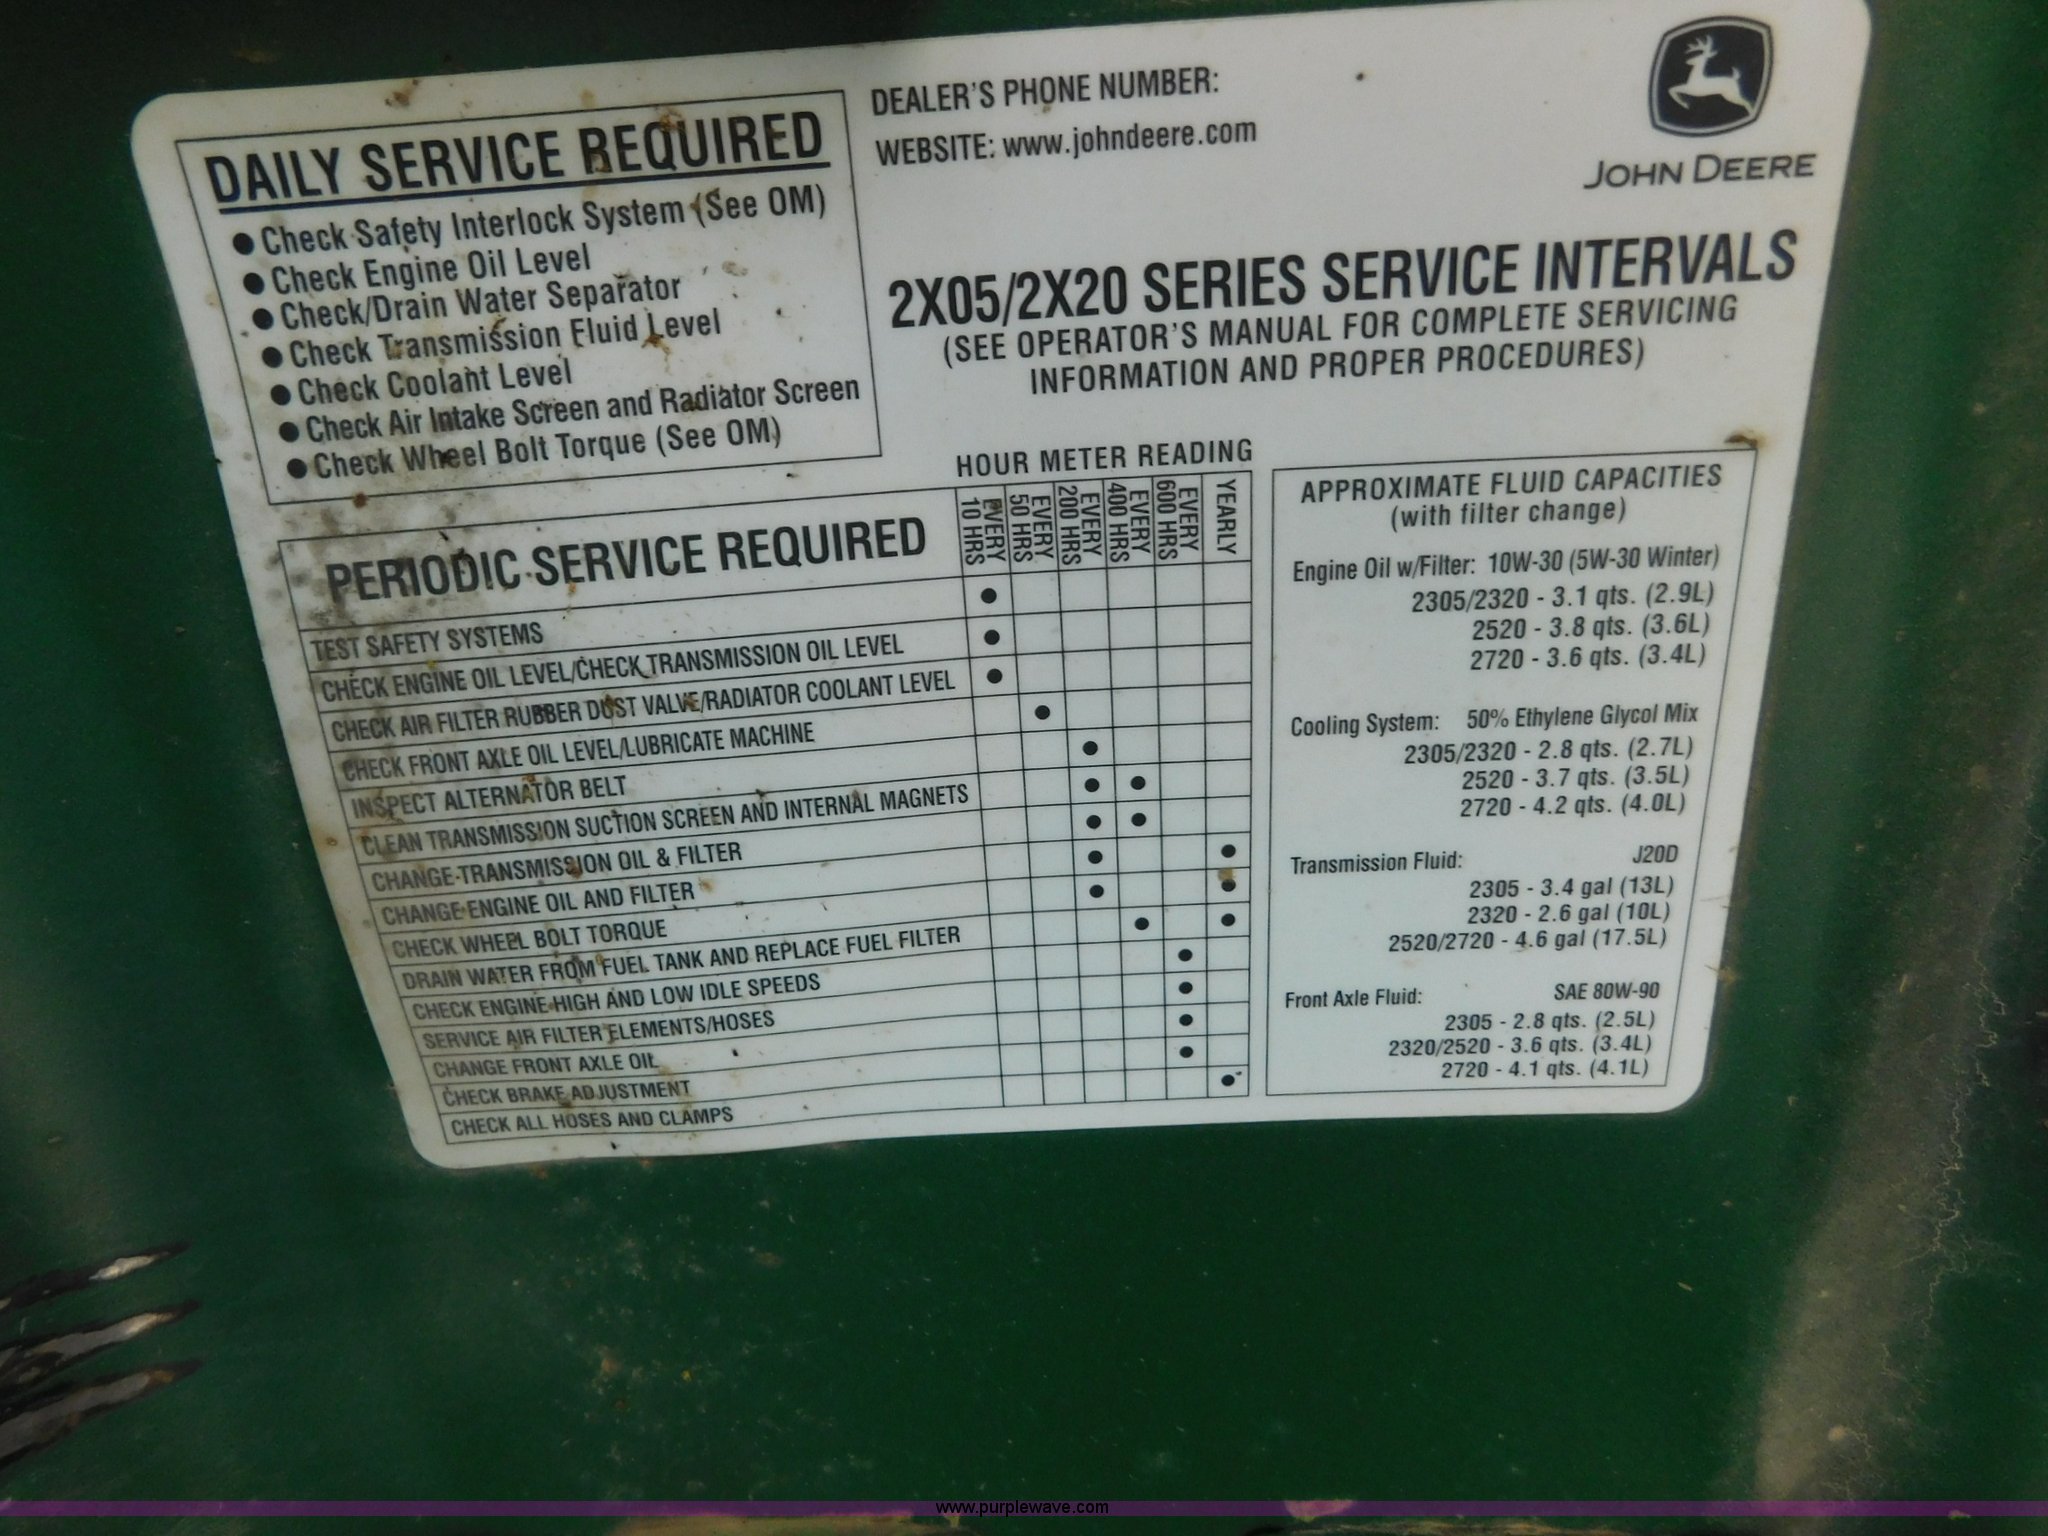 DAILY SERVICE REQUIRED
● Check Safety Interlock System (See OM)
● Check Engine Oil Level
● Check/Drain Water Separator
● Check Transmission Fluid Level
● Check Coolant Level
● Check Air Intake Screen and Radiator Screen
● Check Wheel Bolt Torque (See OM)
DEALER'S PHONE NUMBER:
WEBSITE: www.johndeere.com
JOHN DEERE
2X05/2X20 SERIES SERVICE INTERVALS
(SEE OPERATOR'S MANUAL FOR COMPLETE SERVICING
INFORMATION AND PROPER PROCEDURES)
HOUR METER READING
PERIODIC SERVICE REQUIRED
EVERY 10 HRS
EVERY 50 HRS
EVERY 200 HRS
EVERY 400 HRS
EVERY 600 HRS
YEARLY
TEST SAFETY SYSTEMS ●
CHECK ENGINE OIL LEVEL/CHECK TRANSMISSION OIL LEVEL ●
CHECK AIR FILTER RUBBER DUST VALVE/RADIATOR COOLANT LEVEL ●
CHECK FRONT AXLE OIL LEVEL/LUBRICATE MACHINE ●
INSPECT ALTERNATOR BELT ●
CLEAN TRANSMISSION SUCTION SCREEN AND INTERNAL MAGNETS ● ●
CHANGE TRANSMISSION OIL & FILTER ● ●
CHANGE ENGINE OIL AND FILTER ● ●
CHECK WHEEL BOLT TORQUE ● ●
DRAIN WATER FROM FUEL TANK AND REPLACE FUEL FILTER ● ●
CHECK ENGINE HIGH AND LOW IDLE SPEEDS ●
SERVICE AIR FILTER ELEMENTS/HOSES ●
CHANGE FRONT AXLE OIL ●
CHECK BRAKE ADJUSTMENT ●
CHECK ALL HOSES AND CLAMPS ●
APPROXIMATE FLUID CAPACITIES
(with filter change)
Engine Oil w/Filter: 10W-30 (5W-30 Winter)
2305/2320 - 3.1 qts. (2.9L)
2520 - 3.8 qts. (3.6L)
2720 - 3.6 qts. (3.4L)
Cooling System: 50% Ethylene Glycol Mix
2305/2320 - 2.8 qts. (2.7L)
2520 - 3.7 qts. (3.5L)
2720 - 4.2 qts. (4.0L)
Transmission Fluid: J20D
2305 - 3.4 gal (13L)
2320 - 2.6 gal (10L)
2520/2720 - 4.6 gal (17.5L)
Front Axle Fluid: SAE 80W-90
2305 - 2.8 qts. (2.5L)
2320/2520 - 3.6 qts. (3.4L)
2720 - 4.1 qts. (4.1L)
www.purplewave.com